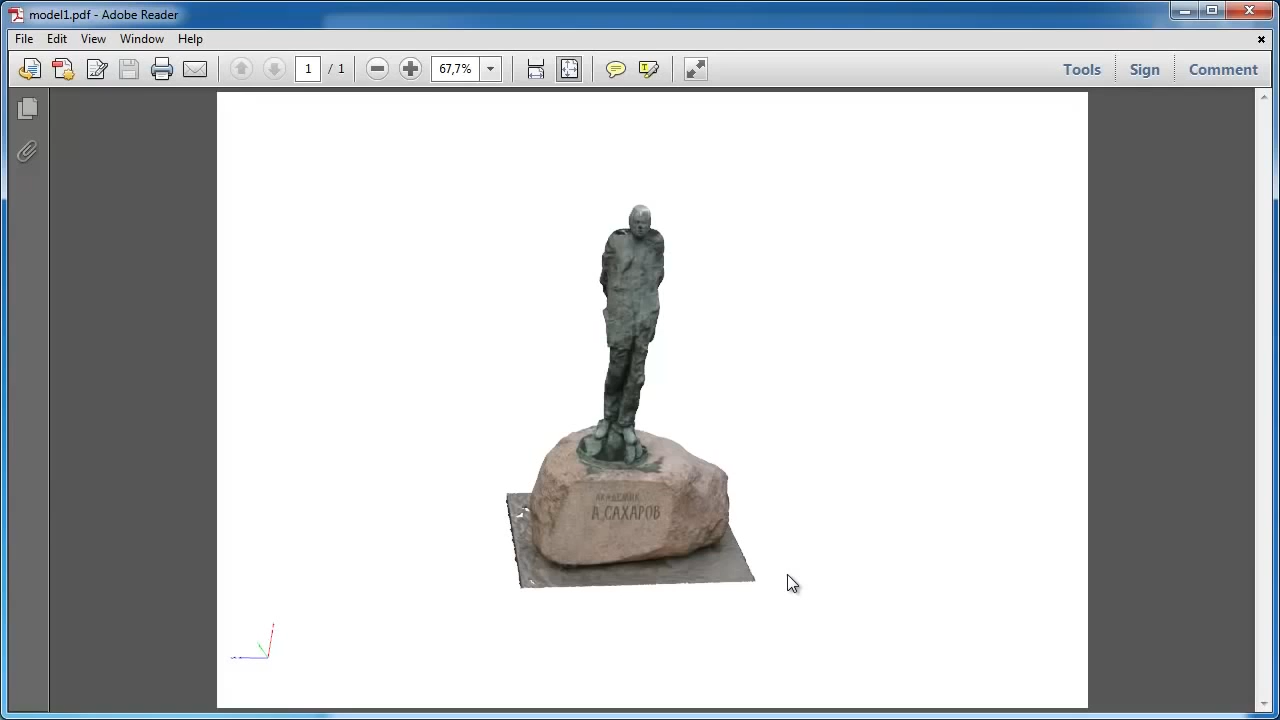 model1.pdf - Adobe Reader
File Edit View Window Help
1 / 1 67,7% Tools Sign Comment
АКАДЕМИК
А.САХАРОВ